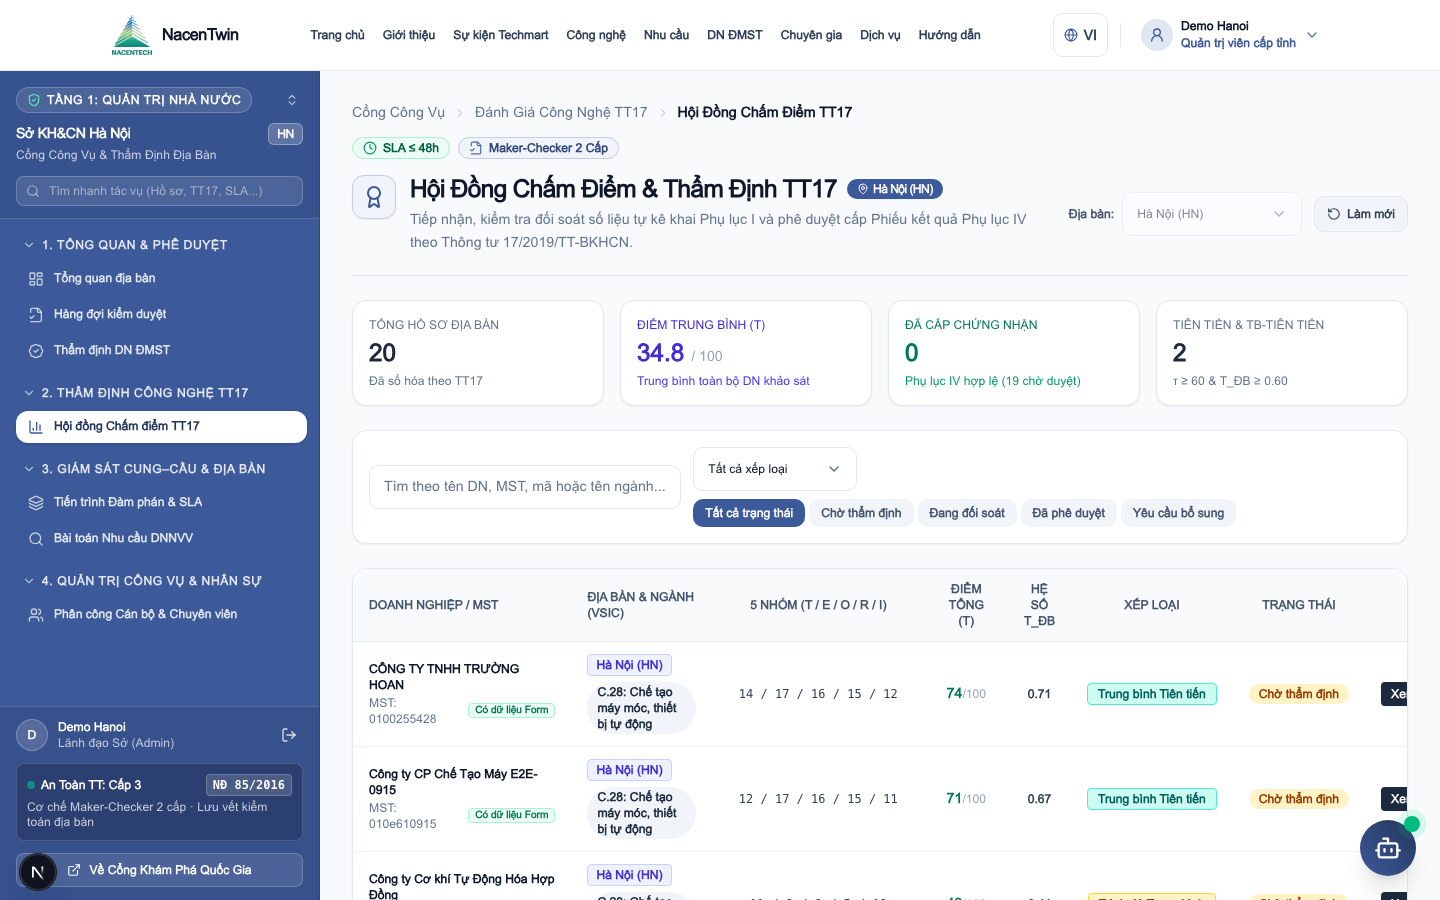 NACENTECH
NacenTwin
Trang chủ
Giới thiệu
Sự kiện Techmart
Công nghệ
Nhu cầu
DN ĐMST
Chuyên gia
Dịch vụ
Hướng dẫn
VI
Demo Hanoi
Quản trị viên cấp tỉnh
TẦNG 1: QUẢN TRỊ NHÀ NƯỚC
Sở KH&CN Hà Nội
HN
Cổng Công Vụ & Thẩm Định Địa Bàn
Tìm nhanh tác vụ (Hồ sơ, TT17, SLA...)
1. TỔNG QUAN & PHÊ DUYỆT
Tổng quan địa bàn
Hàng đợi kiểm duyệt
Thẩm định DN ĐMST
2. THẨM ĐỊNH CÔNG NGHỆ TT17
Hội đồng Chấm điểm TT17
3. GIÁM SÁT CUNG–CẦU & ĐỊA BÀN
Tiến trình Đàm phán & SLA
Bài toán Nhu cầu DNNVV
4. QUẢN TRỊ CÔNG VỤ & NHÂN SỰ
Phân công Cán bộ & Chuyên viên
D
Demo Hanoi
Lãnh đạo Sở (Admin)
An Toàn TT: Cấp 3
NĐ 85/2016
Cơ chế Maker-Checker 2 cấp · Lưu vết kiểm
toán địa bàn
N
Về Cổng Khám Phá Quốc Gia
Cổng Công Vụ
Đánh Giá Công Nghệ TT17
Hội Đồng Chấm Điểm TT17
SLA ≤ 48h
Maker-Checker 2 Cấp
Hội Đồng Chấm Điểm & Thẩm Định TT17
Hà Nội (HN)
Tiếp nhận, kiểm tra đối soát số liệu tự kê khai Phụ lục I và phê duyệt cấp Phiếu kết quả Phụ lục IV
theo Thông tư 17/2019/TT-BKHCN.
Địa bàn:
Hà Nội (HN)
Làm mới
TỔNG HỒ SƠ ĐỊA BÀN
20
Đã số hóa theo TT17
ĐIỂM TRUNG BÌNH (T)
34.8 / 100
Trung bình toàn bộ DN khảo sát
ĐÃ CẤP CHỨNG NHẬN
0
Phụ lục IV hợp lệ (19 chờ duyệt)
TIÊN TIẾN & TB-TIÊN TIẾN
2
τ ≥ 60 & T_ĐB ≥ 0.60
Tìm theo tên DN, MST, mã hoặc tên ngành...
Tất cả xếp loại
Tất cả trạng thái
Chờ thẩm định
Đang đối soát
Đã phê duyệt
Yêu cầu bổ sung
DOANH NGHIỆP / MST
ĐỊA BÀN & NGÀNH
(VSIC)
5 NHÓM (T / E / O / R / I)
ĐIỂM
TỔNG
(T)
HỆ
SỐ
T_ĐB
XẾP LOẠI
TRẠNG THÁI
CÔNG TY TNHH TRƯỜNG
HOAN
MST:
0100255428
Có dữ liệu Form
Hà Nội (HN)
C.28: Chế tạo
máy móc, thiết
bị tự động
14 / 17 / 16 / 15 / 12
74/100
0.71
Trung bình Tiên tiến
Chờ thẩm định
Xe
Công ty CP Chế Tạo Máy E2E-
0915
MST:
010e610915
Có dữ liệu Form
Hà Nội (HN)
C.28: Chế tạo
máy móc, thiết
bị tự động
12 / 17 / 16 / 15 / 11
71/100
0.67
Trung bình Tiên tiến
Chờ thẩm định
Xe
Công ty Cơ khí Tự Động Hóa Hợp
Đồng
Hà Nội (HN)